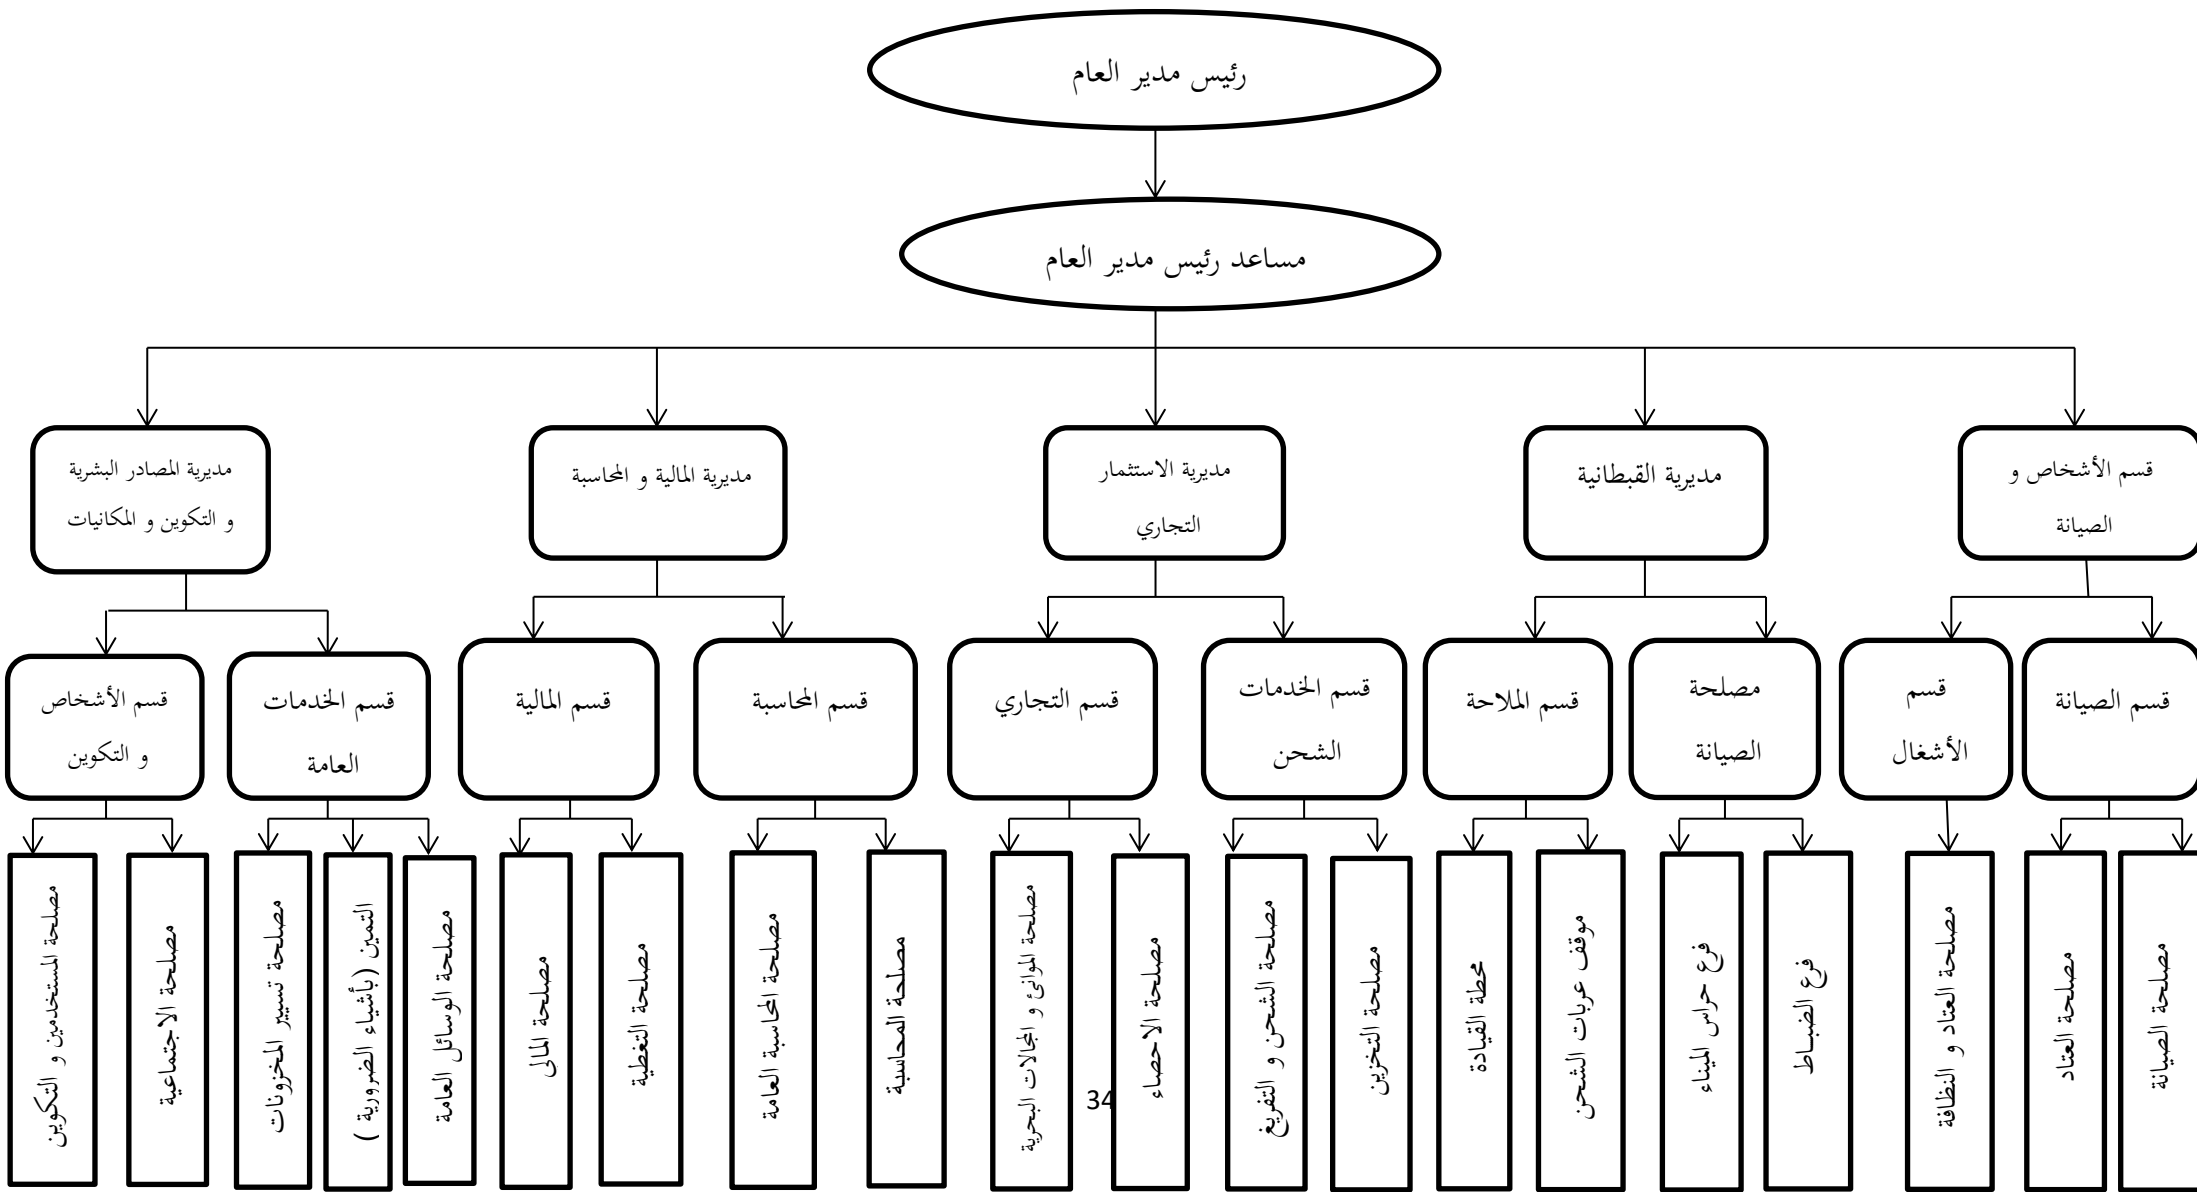 رئيس مدير العام
مساعد رئيس مدير العام
قسم الأشخاص و
الصيانة
مديرية القبطانية
مديرية الاستثمار
التجاري
مديرية المالية و المحاسبة
مديرية المصادر البشرية
و التكوين و المكانيات
قسم الصيانة
قسم
الأشغال
مصلحة
الصيانة
قسم الملاحة
قسم الخدمات
الشحن
قسم التجاري
قسم المحاسبة
قسم المالية
قسم الخدمات
العامة
قسم الأشخاص
و التكوين
مصلحة الصيانة
مصلحة العتاد
مصلحة العتاد و النظافة
فرع الضباط
فرع حراس الميناء
موقف عربات الشحن
محطة القيادة
مصلحة التخزين
مصلحة الشحن و التفريغ
مصلحة الاحصاء
مصلحة الموانئ و المجالات البحرية
مصلحة المحاسبة
مصلحة المحاسبة العامة
مصلحة التغطية
مصلحة المالى
مصلحة الوسائل العامة
التمين (بأشياء الضرورية )
مصلحة تسيير المخزونات
مصلحة الاجتماعية
مصلحة المستخدمين و التكوين
34